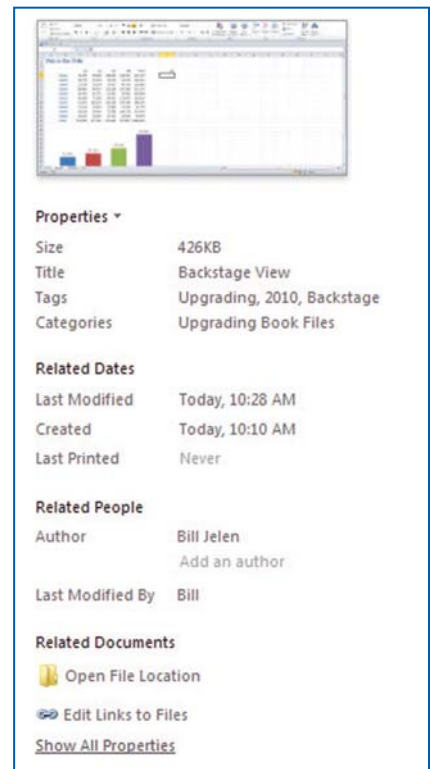 Properties
Size 426KB
Title Backstage View
Tags Upgrading, 2010, Backstage
Categories Upgrading Book Files
Related Dates
Last Modified Today, 10:28 AM
Created Today, 10:10 AM
Last Printed Never
Related People
Author Bill Jelen
Add an author
Last Modified By Bill
Related Documents
Open File Location
Edit Links to Files
Show All Properties